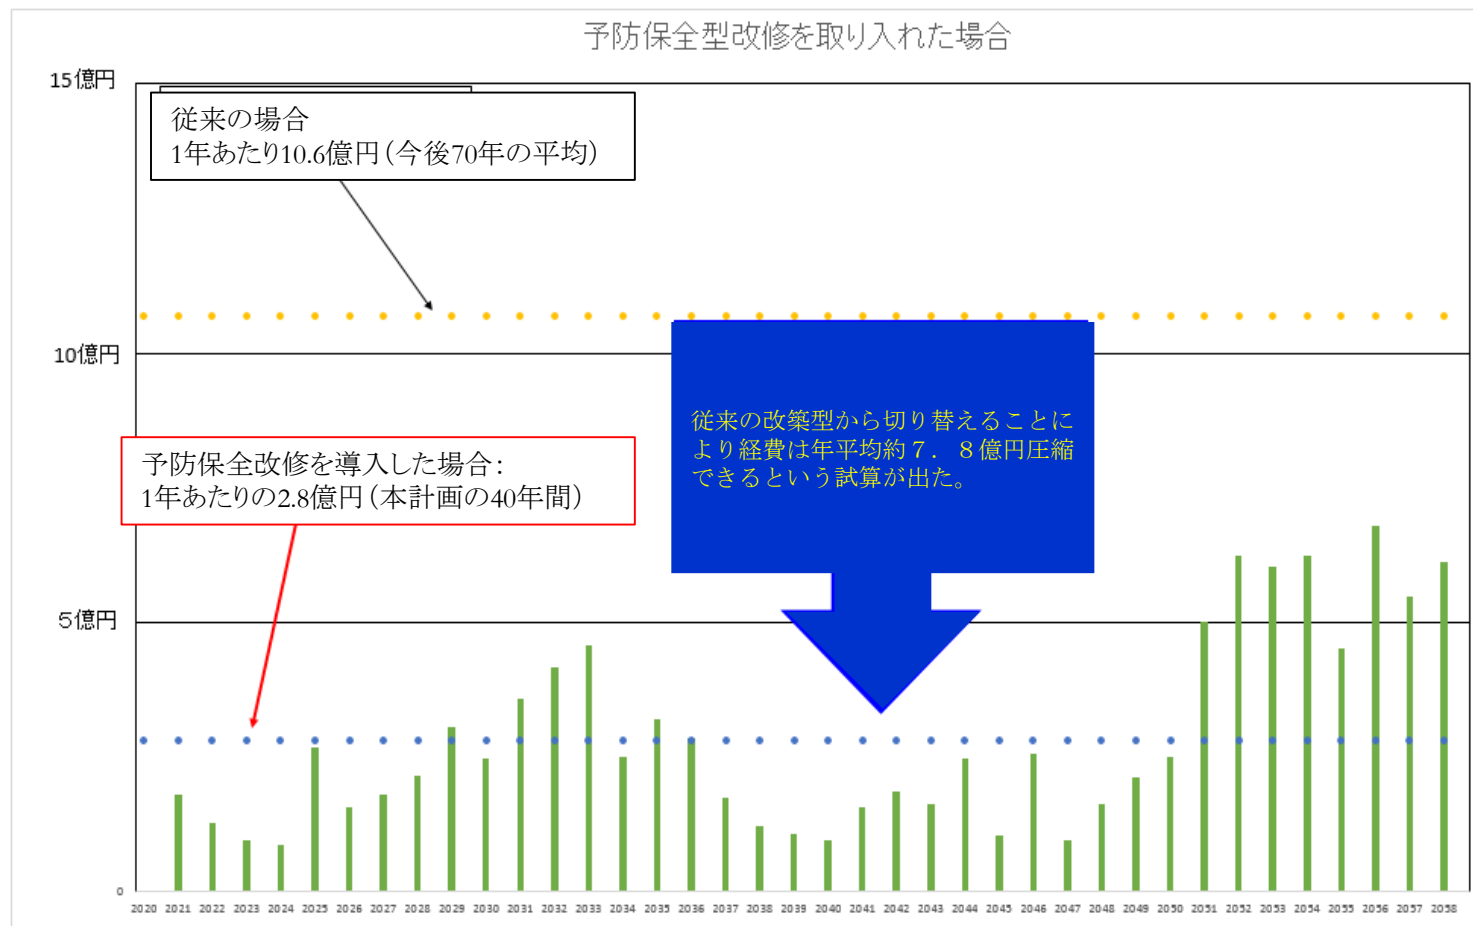 予防保全型改修を取り入れた場合
15億円
従来の場合
1年あたり10.6億円（今後70年の平均）
10億円
従来の改築型から切り替えることに
より経費は年平均約７．８億円圧縮
できるという試算が出た。
予防保全改修を導入した場合：
1年あたりの2.8億円（本計画の40年間）
5億円
0
2020 2021 2022 2023 2024 2025 2026 2027 2028 2029 2030 2031 2032 2033 2034 2035 2036 2037 2038 2039 2040 2041 2042 2043 2044 2045 2046 2047 2048 2049 2050 2051 2052 2053 2054 2055 2056 2057 2058